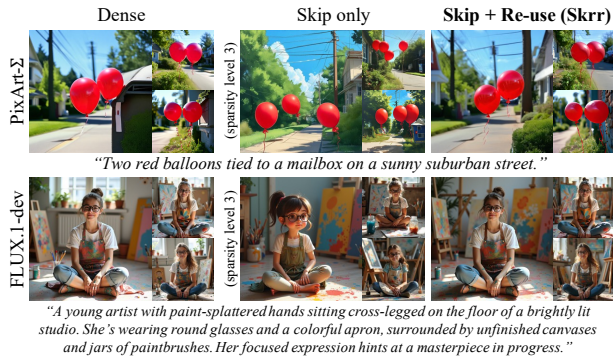 Dense
Skip only
Skip + Re-use (Skrr)
PixArt-Σ
(sparsity level 3)
“Two red balloons tied to a mailbox on a sunny suburban street.”
FLUX.1-dev
(sparsity level 3)
“A young artist with paint-splattered hands sitting cross-legged on the floor of a brightly lit
studio. She’s wearing round glasses and a colorful apron, surrounded by unfinished canvases
and jars of paintbrushes. Her focused expression hints at a masterpiece in progress.”